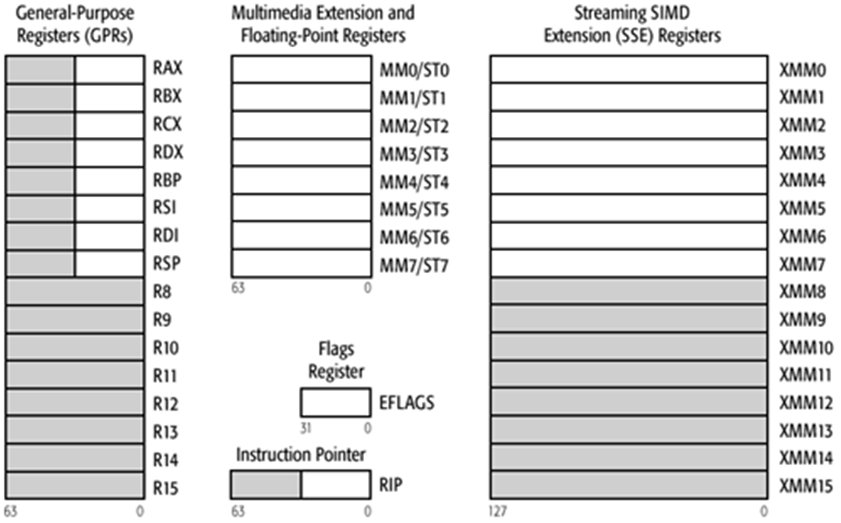 General-Purpose
Registers (GPRs)
RAX
RBX
RCX
RDX
RBP
RSI
RDI
RSP
R8
R9
R10
R11
R12
R13
R14
R15
63 0
Multimedia Extension and
Floating-Point Registers
MM0/ST0
MM1/ST1
MM2/ST2
MM3/ST3
MM4/ST4
MM5/ST5
MM6/ST6
MM7/ST7
63 0
Flags
Register
EFLAGS
31 0
Instruction Pointer
RIP
63 0
Streaming SIMD
Extension (SSE) Registers
XMM0
XMM1
XMM2
XMM3
XMM4
XMM5
XMM6
XMM7
XMM8
XMM9
XMM10
XMM11
XMM12
XMM13
XMM14
XMM15
127 0